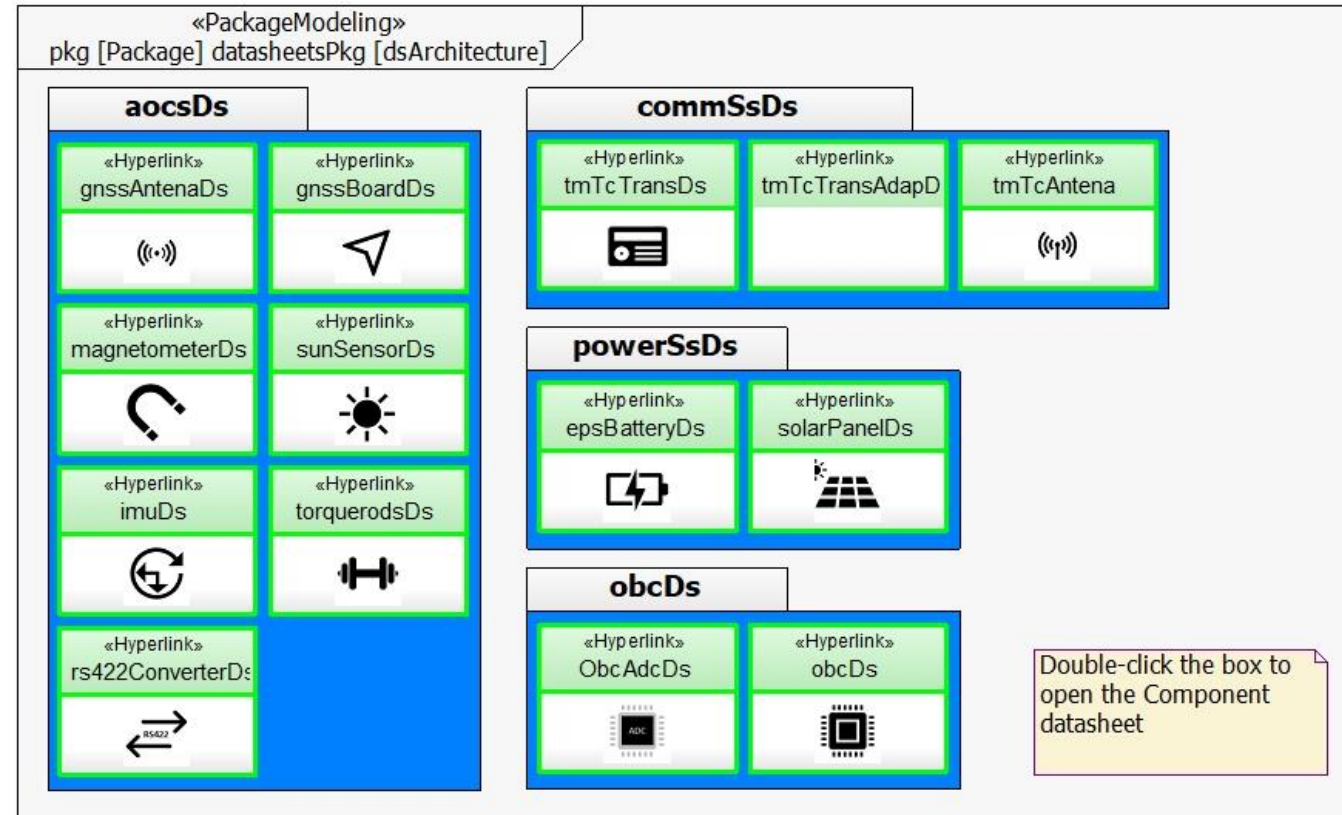 «PackageModeling»
pkg [Package] datasheetsPkg [dsArchitecture]
aocsDs
«Hyperlink»
gnssAntenaDs
«Hyperlink»
gnssBoardDs
«Hyperlink»
magnetometerDs
«Hyperlink»
sunSensorDs
«Hyperlink»
imuDs
«Hyperlink»
torquerodsDs
«Hyperlink»
rs422ConverterDs
RS422
commSsDs
«Hyperlink»
tmTcTransDs
«Hyperlink»
tmTcTransAdapD
«Hyperlink»
tmTcAntena
powerSsDs
«Hyperlink»
epsBatteryDs
«Hyperlink»
solarPanelDs
obcDs
«Hyperlink»
ObcAdcDs
ADC
«Hyperlink»
obcDs
Double-click the box to
open the Component
datasheet